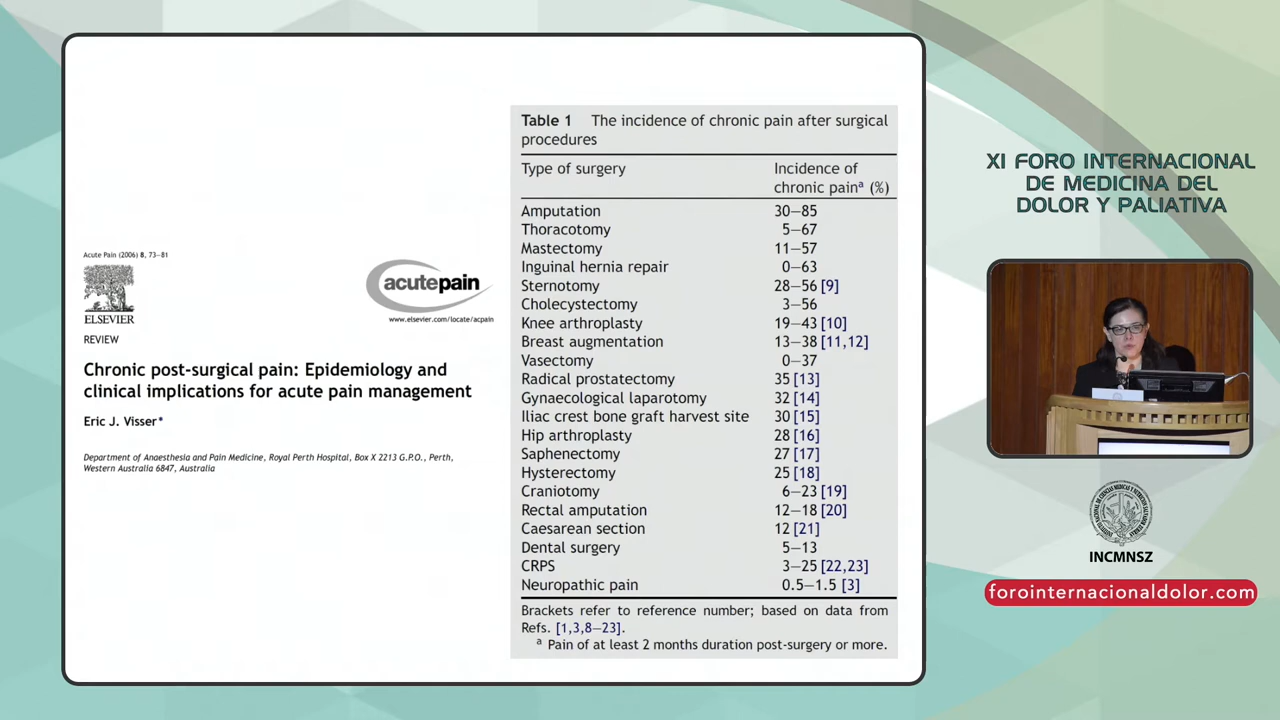 Acute Pain (2006) 8, 73—81
ELSEVIER
acutepain
www.elsevier.com/locate/acpain
REVIEW
Chronic post-surgical pain: Epidemiology and
clinical implications for acute pain management
Eric J. Visser*
Department of Anaesthesia and Pain Medicine, Royal Perth Hospital, Box X 2213 G.P.O., Perth,
Western Australia 6847, Australia
Table 1 The incidence of chronic pain after surgical
procedures
Type of surgery Incidence of
chronic painᵃ (%)
Amputation 30—85
Thoracotomy 5—67
Mastectomy 11—57
Inguinal hernia repair 0—63
Sternotomy 28—56 [9]
Cholecystectomy 3—56
Knee arthroplasty 19—43 [10]
Breast augmentation 13—38 [11,12]
Vasectomy 0—37
Radical prostatectomy 35 [13]
Gynaecological laparotomy 32 [14]
Iliac crest bone graft harvest site 30 [15]
Hip arthroplasty 28 [16]
Saphenectomy 27 [17]
Hysterectomy 25 [18]
Craniotomy 6—23 [19]
Rectal amputation 12—18 [20]
Caesarean section 12 [21]
Dental surgery 5—13
CRPS 3—25 [22,23]
Neuropathic pain 0.5—1.5 [3]
Brackets refer to reference number; based on data from
Refs. [1,3,8—23].
ᵃ Pain of at least 2 months duration post-surgery or more.
XI FORO INTERNACIONAL
DE MEDICINA DEL
DOLOR Y PALIATIVA
INCMNSZ
forointernacionaldolor.com